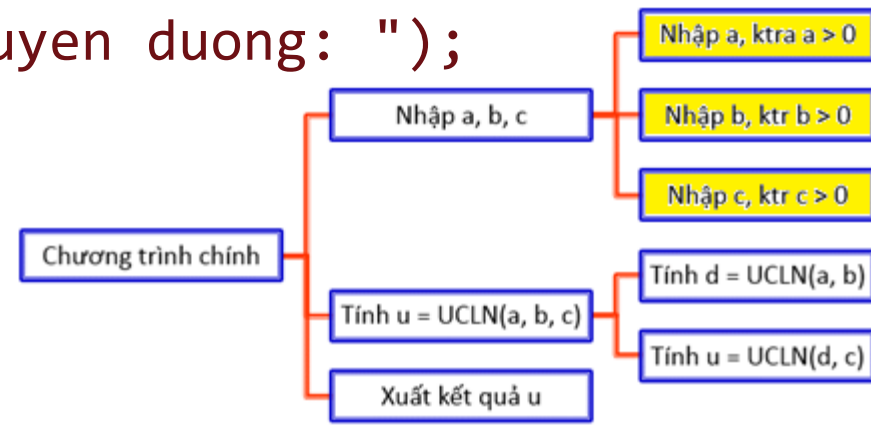 uyen duong: ");
Nhập a, ktra a > 0
Nhập a, b, c
Nhập b, ktr b > 0
Nhập c, ktr c > 0
Chương trình chính
Tính d = UCLN(a, b)
Tính u = UCLN(a, b, c)
Tính u = UCLN(d, c)
Xuất kết quả u